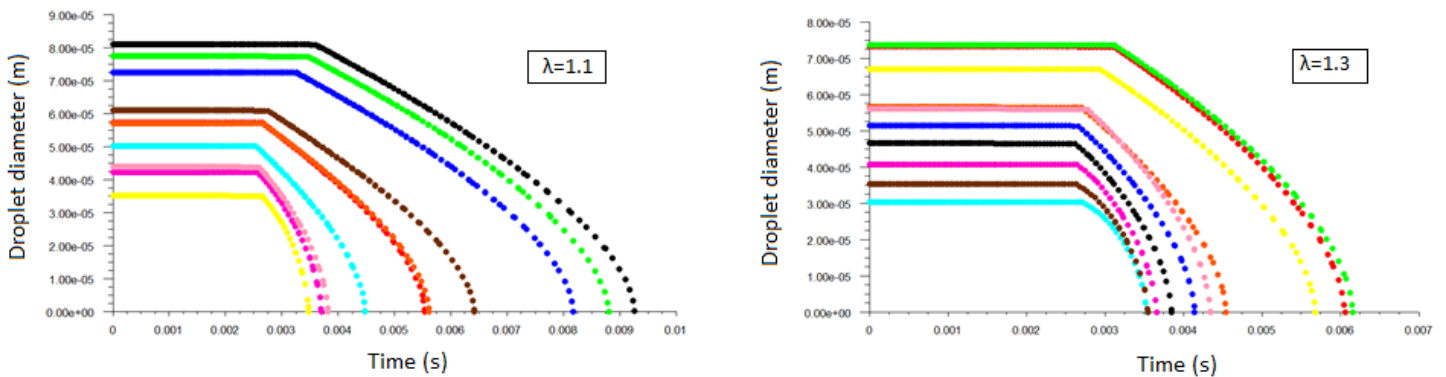 9.00e-05
8.00e-05
7.00e-05
6.00e-05
5.00e-05
4.00e-05
3.00e-05
2.00e-05
1.00e-05
0.00e+00
Droplet diameter (m)
λ=1.1
0 0.001 0.002 0.003 0.004 0.005 0.006 0.007 0.008 0.009 0.01
Time (s)
8.00e-05
7.00e-05
6.00e-05
5.00e-05
4.00e-05
3.00e-05
2.00e-05
1.00e-05
0.00e+00
Droplet diameter (m)
λ=1.3
0 0.001 0.002 0.003 0.004 0.005 0.006 0.007
Time (s)